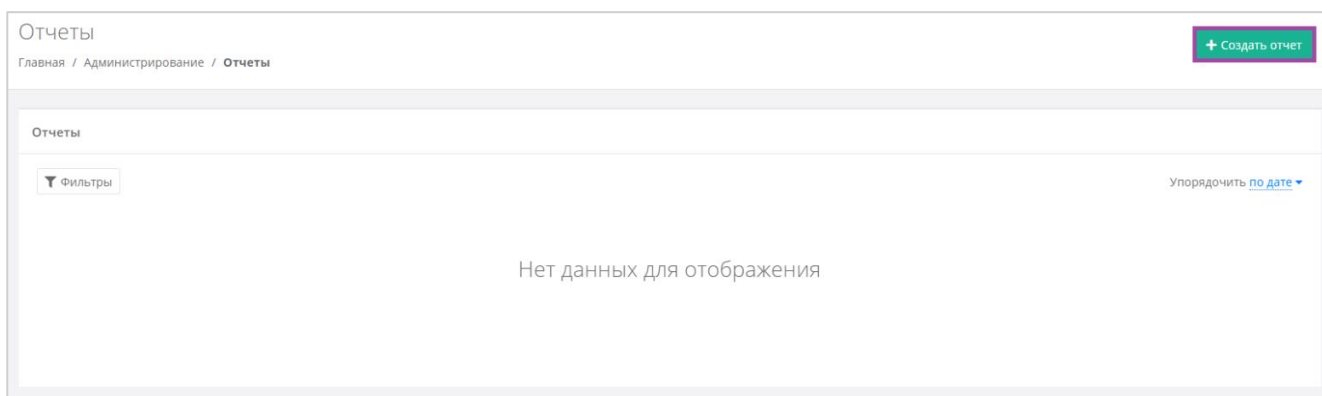 Отчеты
+ Создать отчет
Главная / Администрирование / Отчеты
Отчеты
Фильтры
Упорядочить по дате
Нет данных для отображения